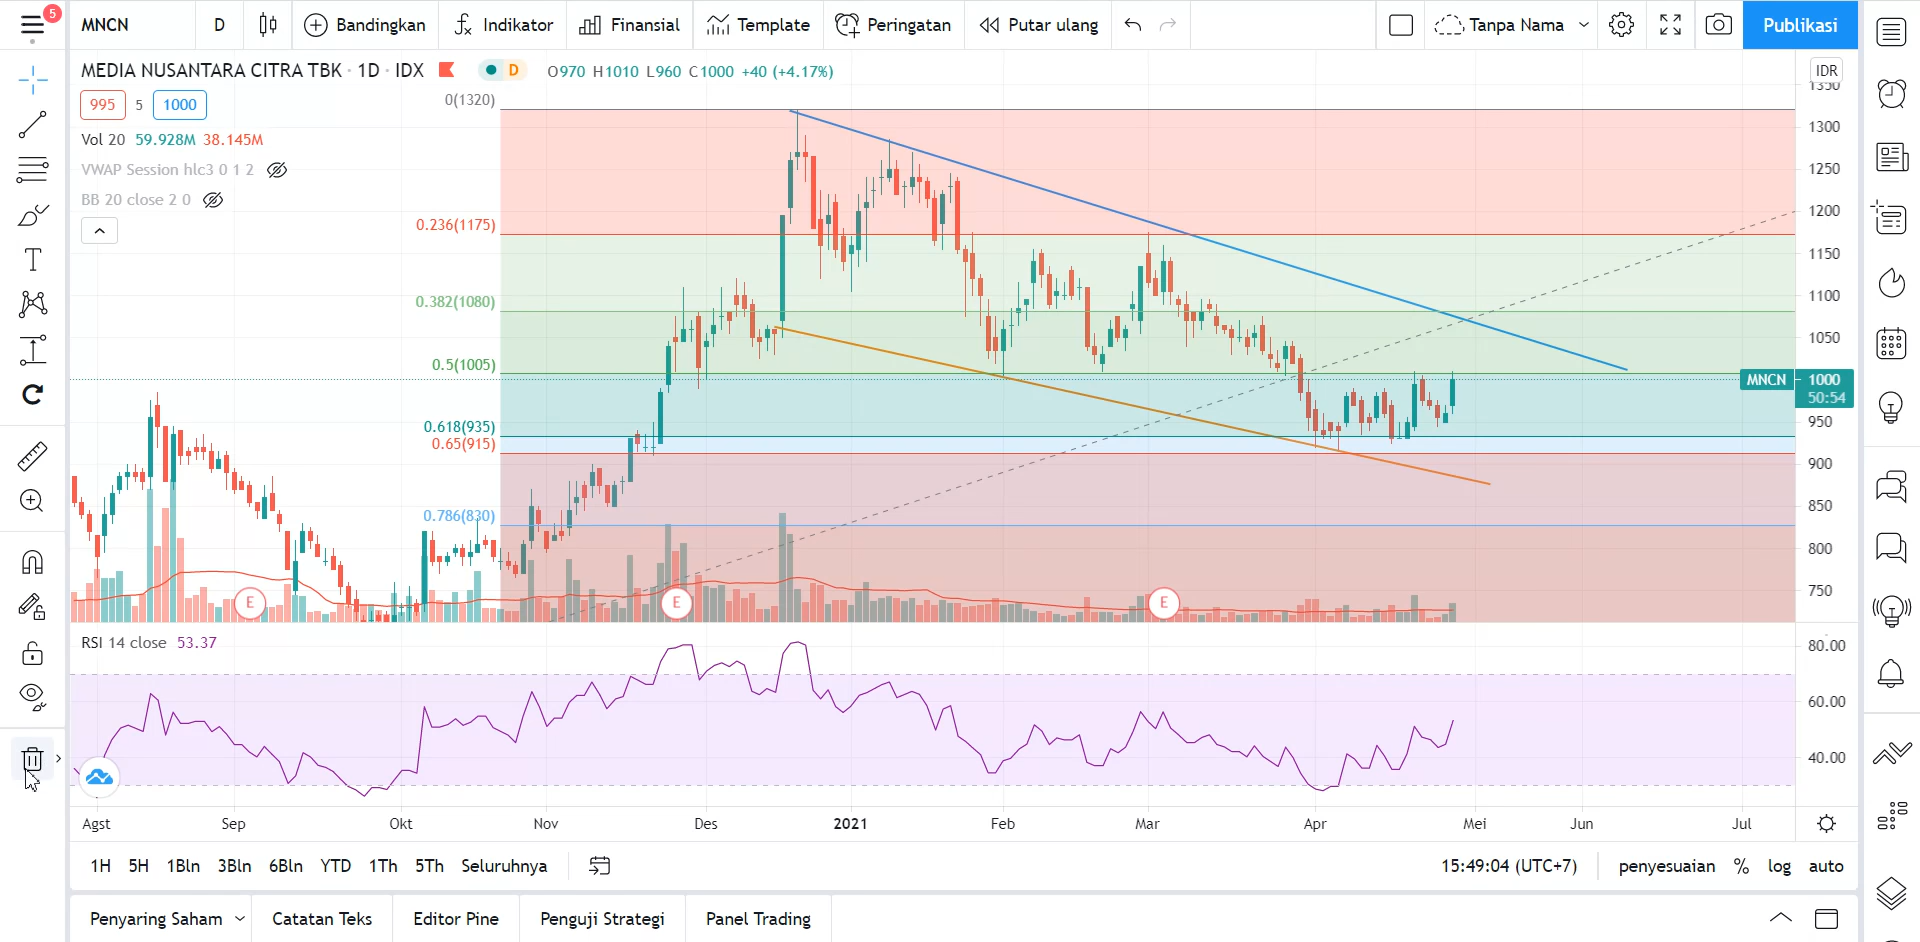 5
MNCN
D
Bandingkan
Indikator
Finansial
Template
Peringatan
Putar ulang
Tanpa Nama
Publikasi
MEDIA NUSANTARA CITRA TBK · 1D · IDX
D
O970 H1010 L960 C1000 +40 (+4.17%)
IDR
995 5 1000
Vol 20 59.928M 38.145M
VWAP Session hlc3 0 1 2
BB 20 close 2 0
0(1320)
0.236(1175)
0.382(1080)
0.5(1005)
0.618(935)
0.65(915)
0.786(830)
1350
1300
1250
1200
1150
1100
1050
MNCN 1000
50:54
950
900
850
800
750
E
E
E
RSI 14 close 53.37
80.00
60.00
40.00
Agst Sep Okt Nov Des 2021 Feb Mar Apr Mei Jun Jul
1H 5H 1Bln 3Bln 6Bln YTD 1Th 5Th Seluruhnya
15:49:04 (UTC+7)
penyesuaian % log auto
Penyaring Saham
Catatan Teks
Editor Pine
Penguji Strategi
Panel Trading